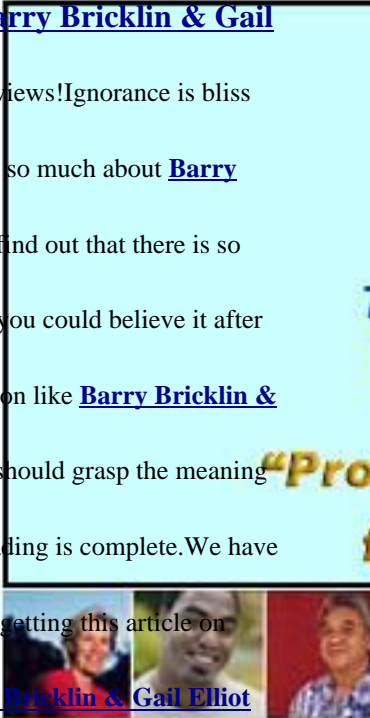 arry Bricklin & Gail
iews!Ignorance is bliss
so much about Barry
find out that there is so
you could believe it after
on like Barry Bricklin &
should grasp the meaning
"Pro
ding is complete.We have
getting this article on
Bricklin & Gail Elliot